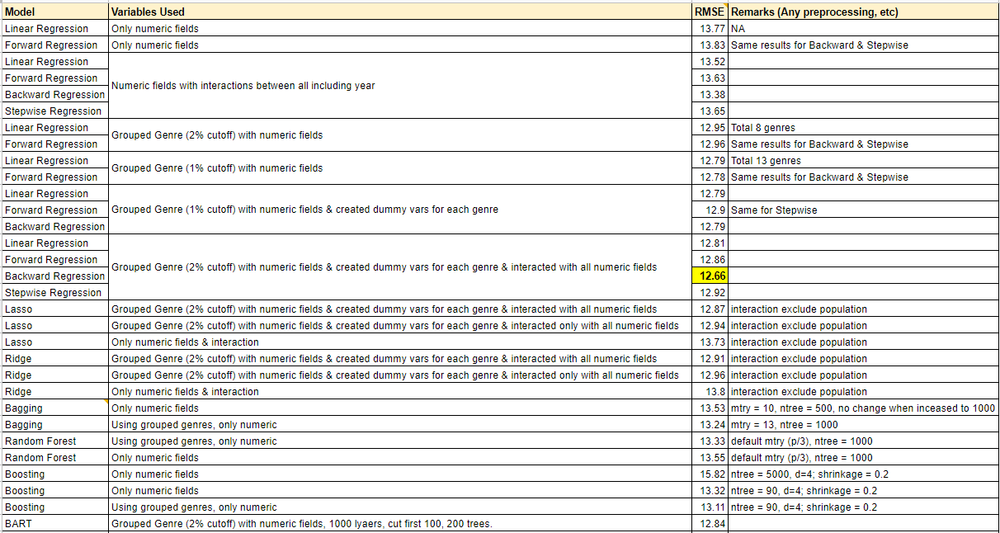 Model Variables Used RMSE Remarks (Any preprocessing, etc)
Linear Regression Only numeric fields 13.77 NA
Forward Regression Only numeric fields 13.83 Same results for Backward & Stepwise
Linear Regression 13.52
Forward Regression 13.63
Numeric fields with interactions between all including year
Backward Regression 13.38
Stepwise Regression 13.65
Linear Regression 12.95 Total 8 genres
Grouped Genre (2% cutoff) with numeric fields
Forward Regression 12.96 Same results for Backward & Stepwise
Linear Regression 12.79 Total 13 genres
Grouped Genre (1% cutoff) with numeric fields
Forward Regression 12.78 Same results for Backward & Stepwise
Linear Regression 12.79
Forward Regression Grouped Genre (1% cutoff) with numeric fields & created dummy vars for each genre 12.9 Same for Stepwise
Backward Regression 12.79
Linear Regression 12.81
Forward Regression 12.86
Grouped Genre (2% cutoff) with numeric fields & created dummy vars for each genre & interacted with all numeric fields
Backward Regression 12.66
Stepwise Regression 12.92
Lasso Grouped Genre (2% cutoff) with numeric fields & created dummy vars for each genre & interacted with all numeric fields 12.87 interaction exclude population
Lasso Grouped Genre (2% cutoff) with numeric fields & created dummy vars for each genre & interacted only with all numeric fields 12.94 interaction exclude population
Lasso Only numeric fields & interaction 13.73 interaction exclude population
Ridge Grouped Genre (2% cutoff) with numeric fields & created dummy vars for each genre & interacted with all numeric fields 12.91 interaction exclude population
Ridge Grouped Genre (2% cutoff) with numeric fields & created dummy vars for each genre & interacted only with all numeric fields 12.96 interaction exclude population
Ridge Only numeric fields & interaction 13.8 interaction exclude population
Bagging Only numeric fields 13.53 mtry = 10, ntree = 500, no change when inceased to 1000
Bagging Using grouped genres, only numeric 13.24 mtry = 13, ntree = 1000
Random Forest Using grouped genres, only numeric 13.33 default mtry (p/3), ntree = 1000
Random Forest Only numeric fields 13.55 default mtry (p/3), ntree = 1000
Boosting Only numeric fields 15.82 ntree = 5000, d=4; shrinkage = 0.2
Boosting Only numeric fields 13.32 ntree = 90, d=4; shrinkage = 0.2
Boosting Using grouped genres, only numeric 13.11 ntree = 90, d=4; shrinkage = 0.2
BART Grouped Genre (2% cutoff) with numeric fields, 1000 lyaers, cut first 100, 200 trees. 12.84